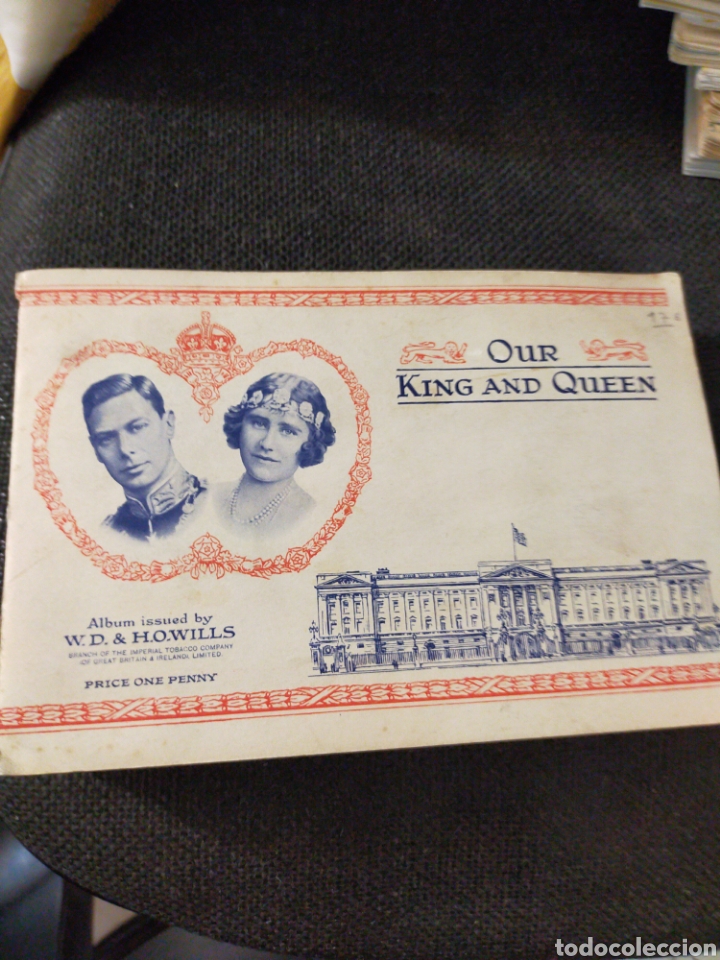 OUR
KING AND QUEEN
Album issued by
W.D. & H.O.WILLS
BRANCH OF THE IMPERIAL TOBACCO COMPANY
(OF GREAT BRITAIN & IRELAND), LIMITED.
PRICE ONE PENNY
todocoleccion